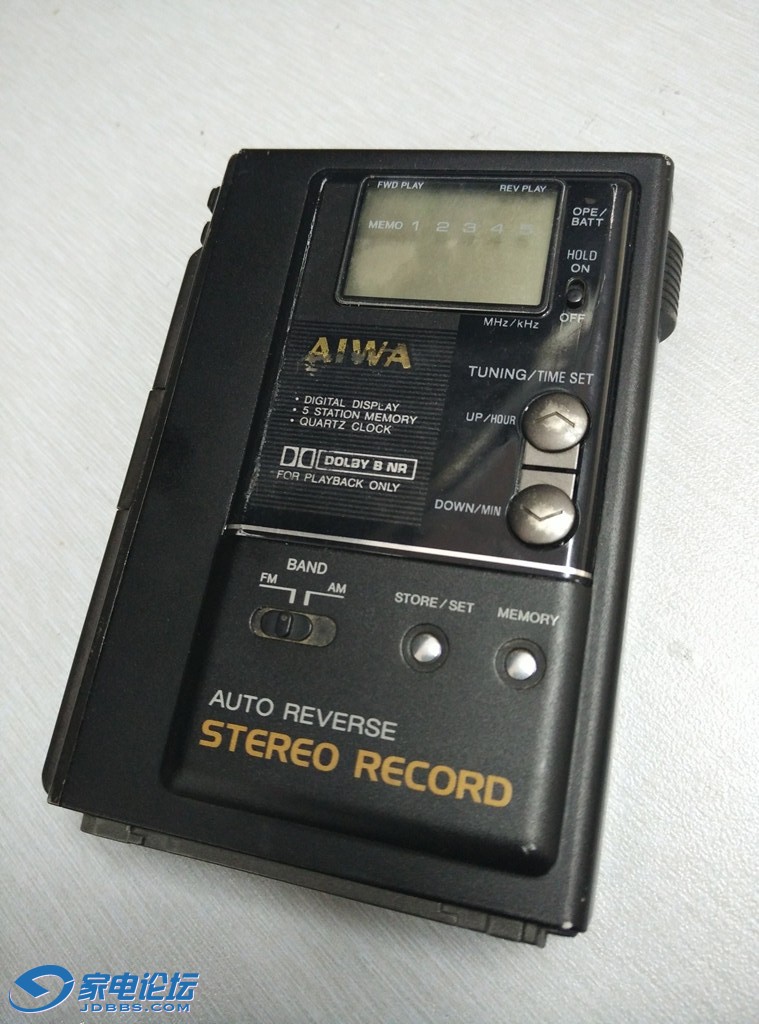 FWD PLAY REV PLAY
MEMO 1 2 3 4 5
OPE/
BATT
HOLD
ON
OFF
MHz/kHz
AIWA
• DIGITAL DISPLAY
• 5 STATION MEMORY
• QUARTZ CLOCK
DOLBY B NR
FOR PLAYBACK ONLY
TUNING/TIME SET
UP/HOUR
DOWN/MIN
BAND
FM AM
STORE/SET
MEMORY
AUTO REVERSE
STEREO RECORD
家电论坛
JDBBS.COM